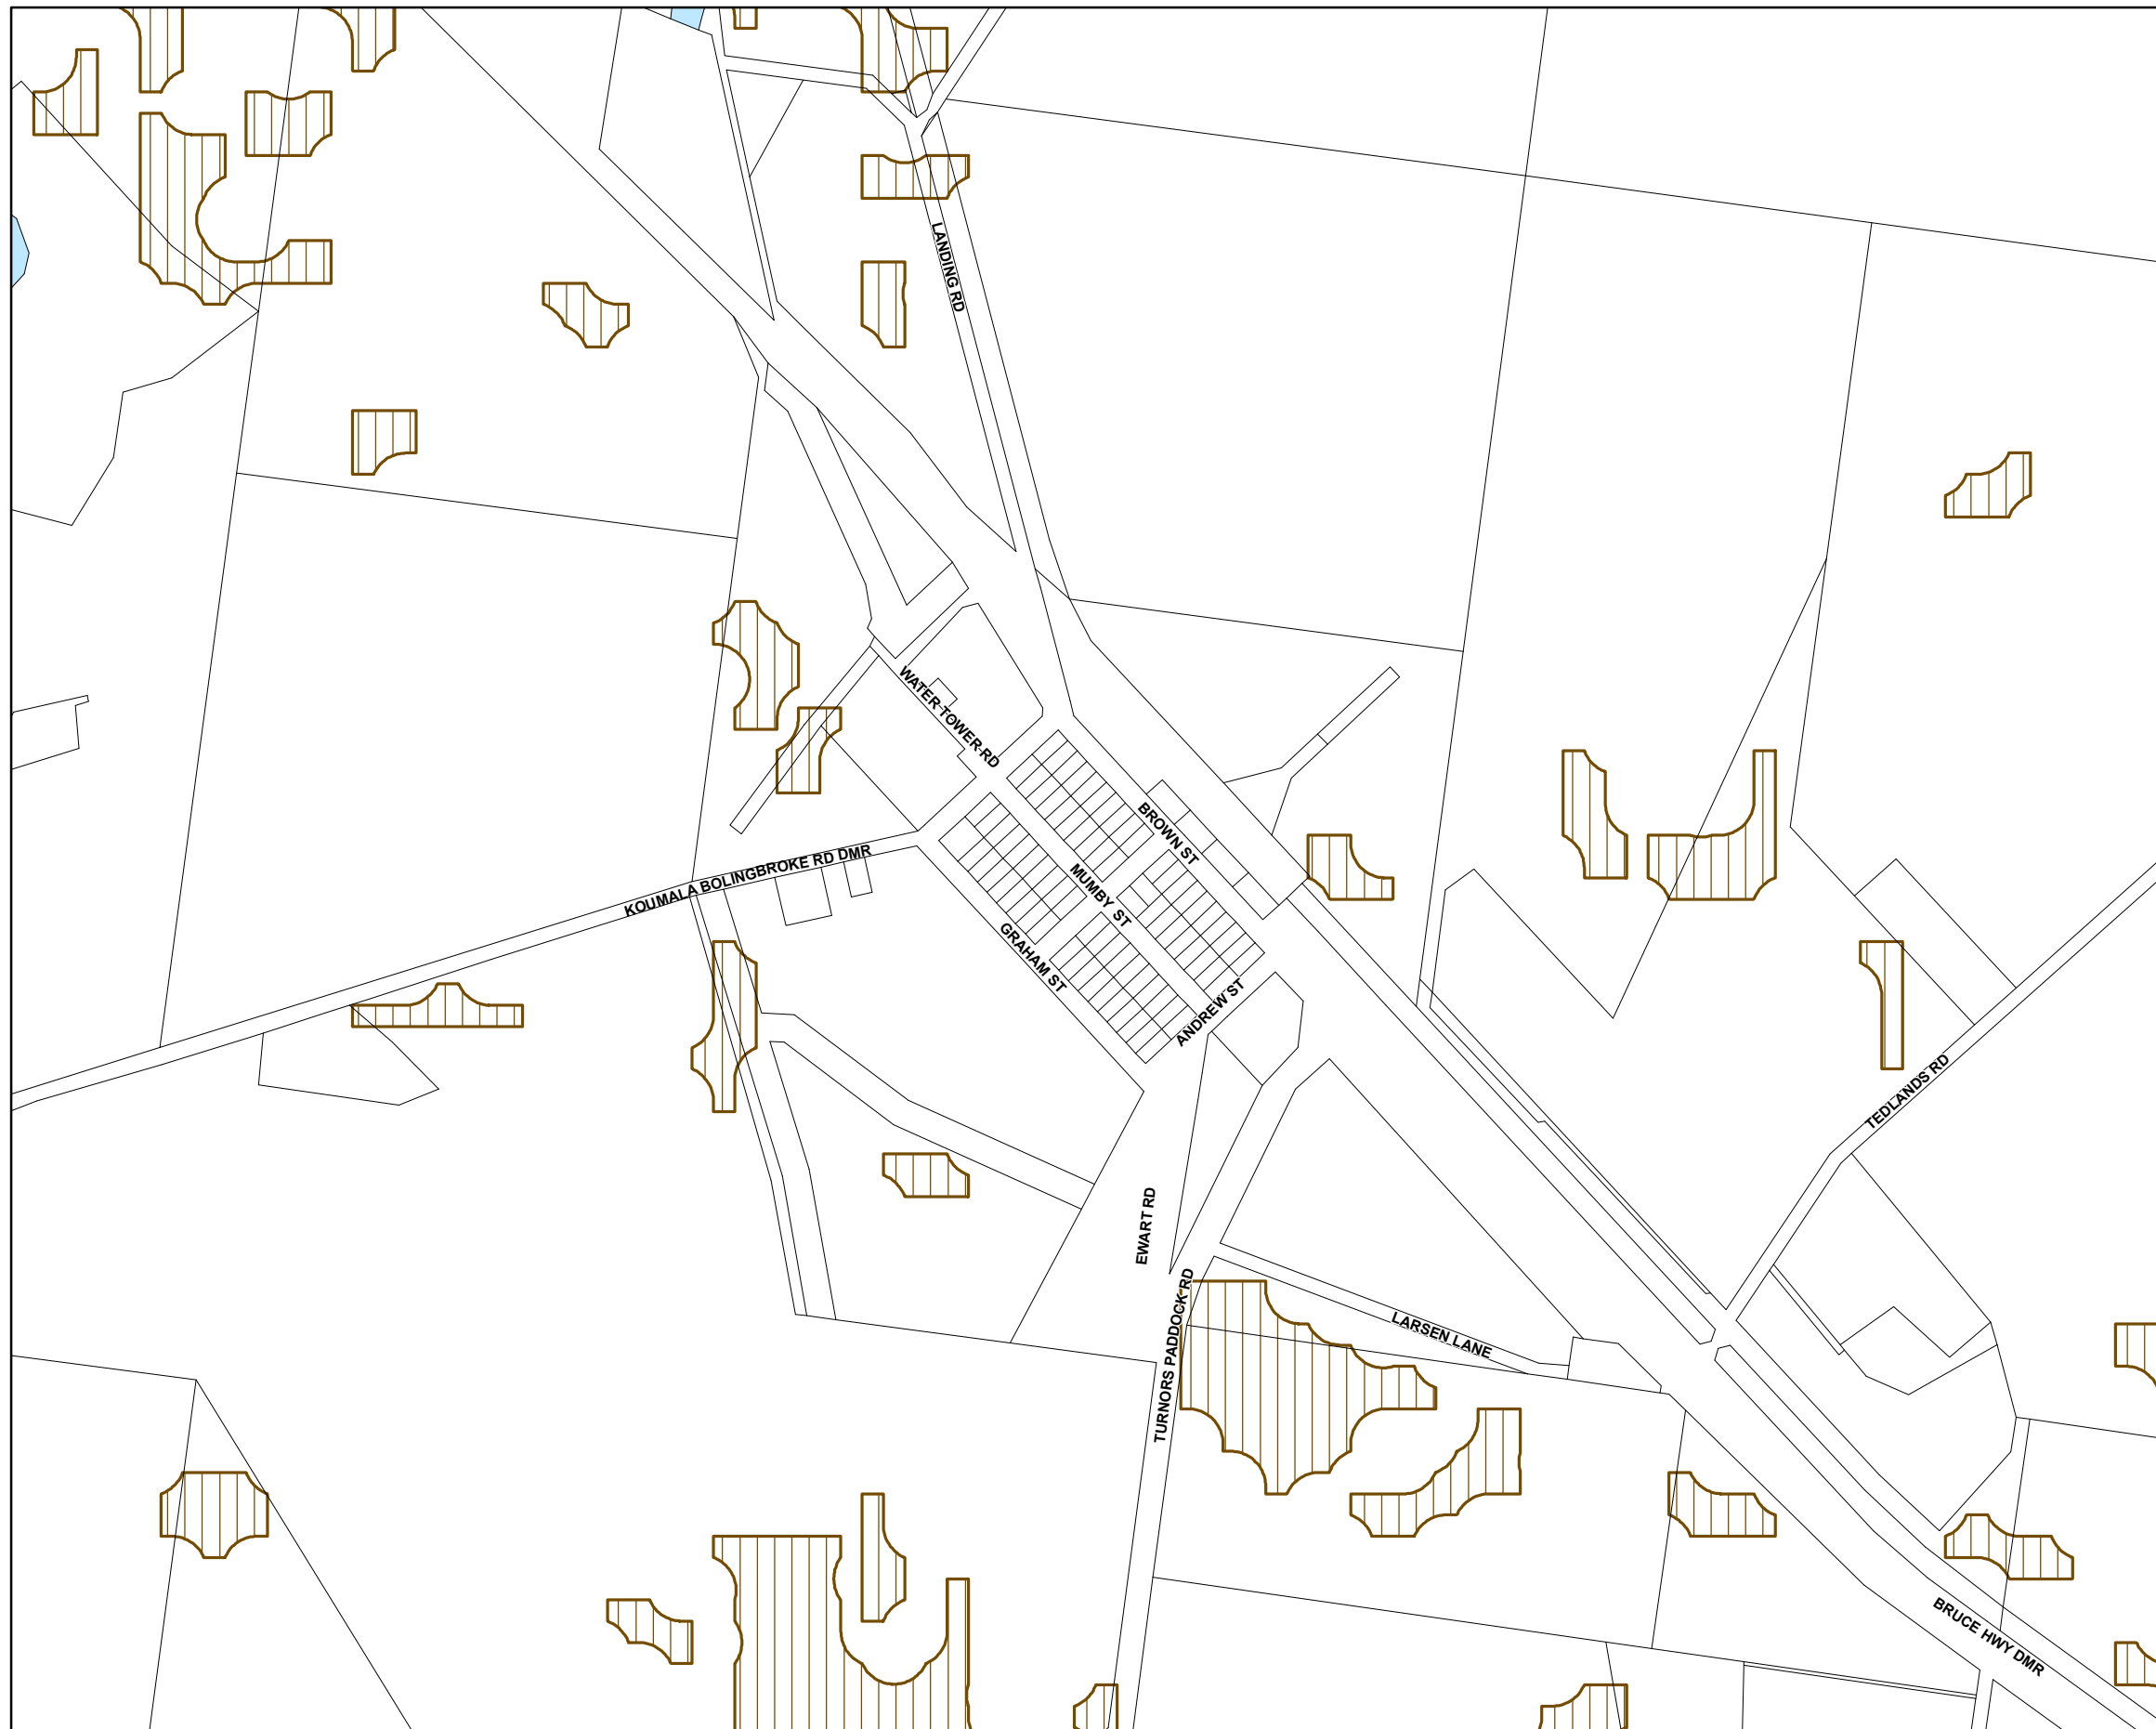 LANDING RD
WATER TOWER RD
BROWN ST
KOUMALA BOLINGBROKE RD DMR
MUMBY ST
GRAHAM ST
ANDREW ST
TEDLANDS RD
EWART RD
TURNORS PADDOCK RD
LARSEN LANE
BRUCE HWY DMR